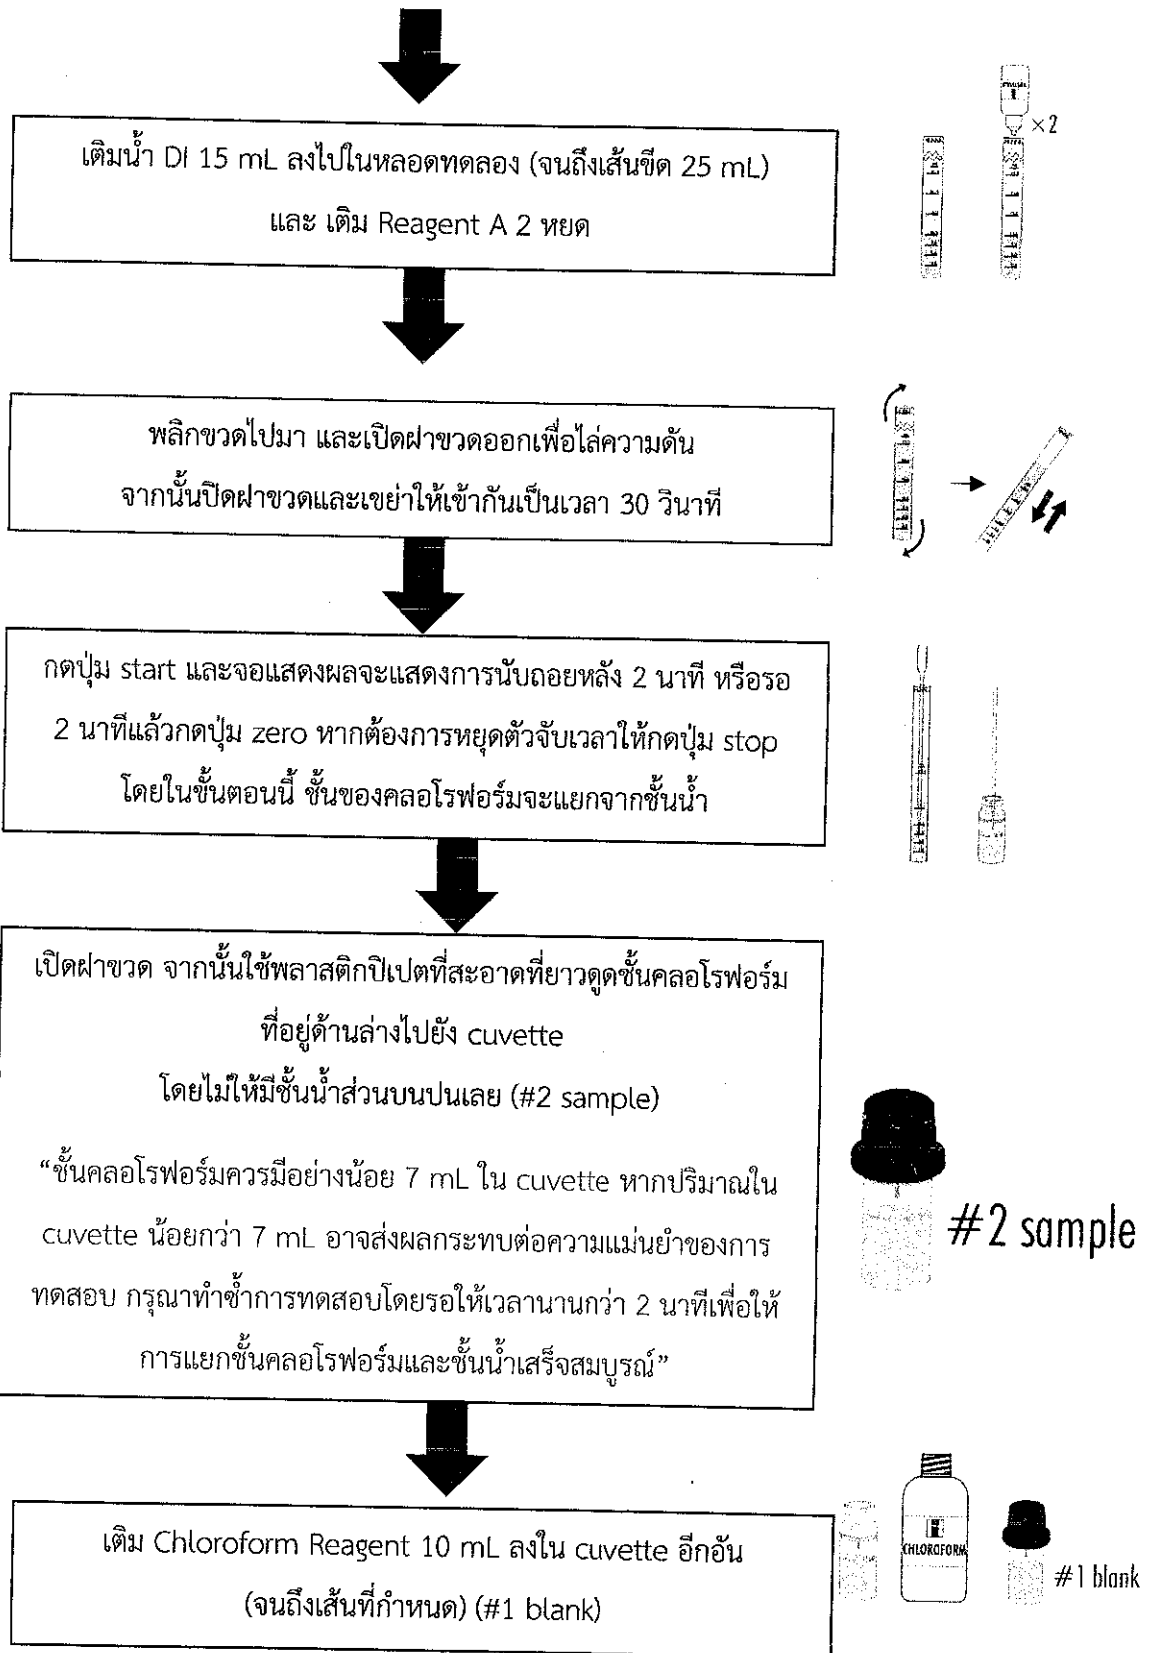 เติมน้ำ DI 15 mL ลงไปในหลอดทดลอง (จนถึงเส้นขีด 25 mL)
และ เติม Reagent A 2 หยด
×2
พลิกขวดไปมา และเปิดฝาขวดออกเพื่อไล่ความดัน
จากนั้นปิดฝาขวดและเขย่าให้เข้ากันเป็นเวลา 30 วินาที
กดปุ่ม start และจอแสดงผลจะแสดงการนับถอยหลัง 2 นาที หรือรอ
2 นาทีแล้วกดปุ่ม zero หากต้องการหยุดตัวจับเวลาให้กดปุ่ม stop
โดยในขั้นตอนนี้ ชั้นของคลอโรฟอร์มจะแยกจากชั้นน้ำ
เปิดฝาขวด จากนั้นใช้พลาสติกปิเปตที่สะอาดที่ยาวดูดชั้นคลอโรฟอร์ม
ที่อยู่ด้านล่างไปยัง cuvette
โดยไม่ให้มีชั้นน้ำส่วนบนปนเลย (#2 sample)
“ชั้นคลอโรฟอร์มควรมีอย่างน้อย 7 mL ใน cuvette หากปริมาณใน
cuvette น้อยกว่า 7 mL อาจส่งผลกระทบต่อความแม่นยำของการ
ทดสอบ กรุณาทำซ้ำการทดสอบโดยรอให้เวลานานกว่า 2 นาทีเพื่อให้
การแยกชั้นคลอโรฟอร์มและชั้นน้ำเสร็จสมบูรณ์”
#2 sample
เติม Chloroform Reagent 10 mL ลงใน cuvette อีกอัน
(จนถึงเส้นที่กำหนด) (#1 blank)
CHLOROFORM
#1 blank